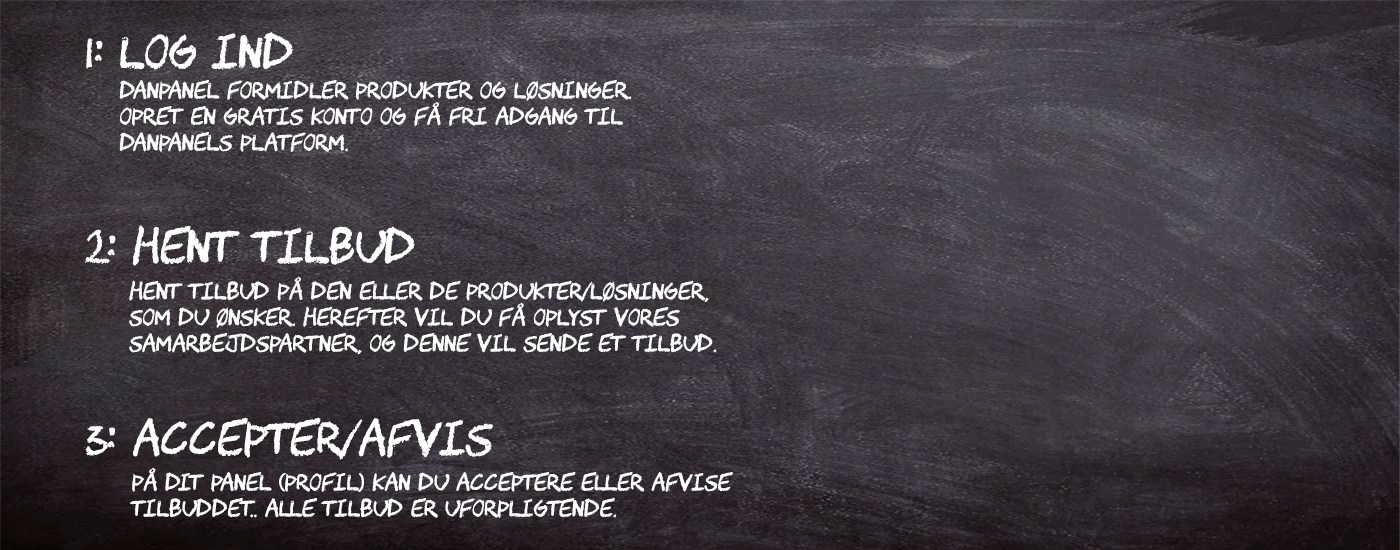 1: LOG IND
DANPANEL FORMIDLER PRODUKTER OG LØSNINGER.
OPRET EN GRATIS KONTO OG FÅ FRI ADGANG TIL
DANPANELS PLATFORM.
2: HENT TILBUD
HENT TILBUD PÅ DEN ELLER DE PRODUKTER/LØSNINGER,
SOM DU ØNSKER. HEREFTER VIL DU FÅ OPLYST VORES
SAMARBEJDSPARTNER, OG DENNE VIL SENDE ET TILBUD.
3: ACCEPTER/AFVIS
PÅ DIT PANEL (PROFIL) KAN DU ACCEPTERE ELLER AFVISE
TILBUDDET.. ALLE TILBUD ER UFORPLIGTENDE.